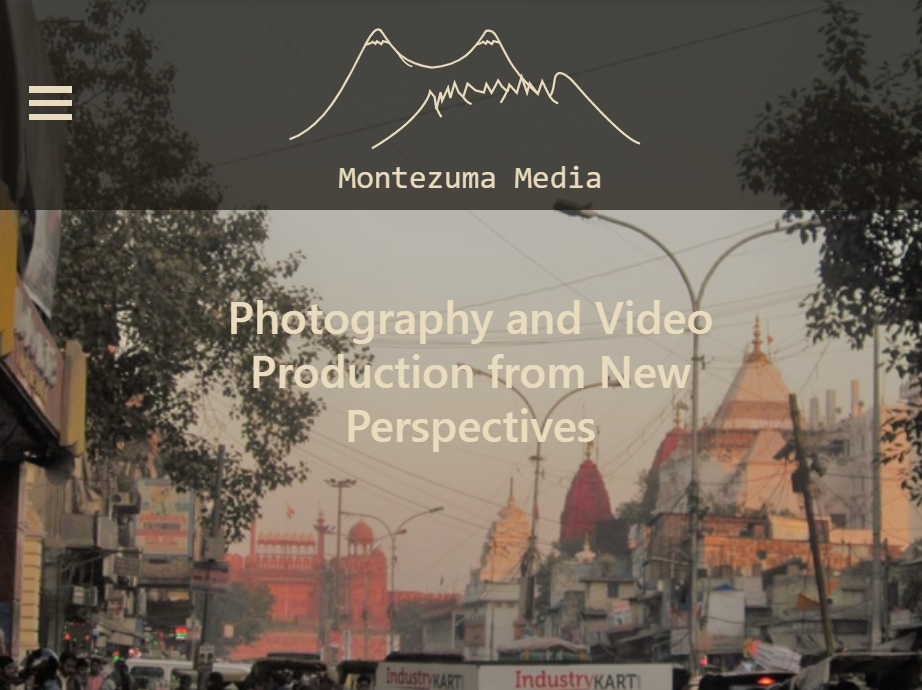 Montezuma Media
Photography and Video
Production from New
Perspectives
IndustryKART
IndustryKART